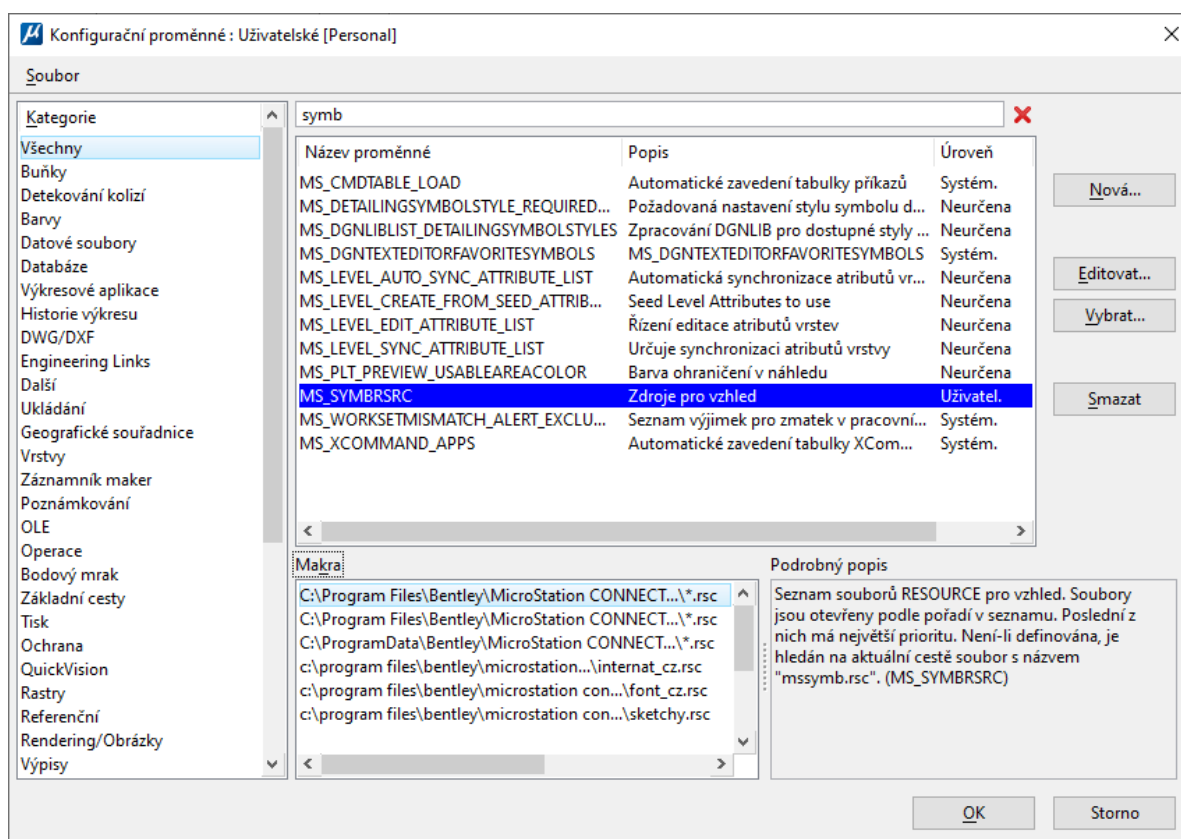 Konfigurační proměnné : Uživatelské [Personal]
Soubor
Kategorie
Všechny
Buňky
Detekování kolizí
Barvy
Datové soubory
Databáze
Výkresové aplikace
Historie výkresu
DWG/DXF
Engineering Links
Další
Ukládání
Geografické souřadnice
Vrstvy
Záznamník maker
Poznámkování
OLE
Operace
Bodový mrak
Základní cesty
Tisk
Ochrana
QuickVision
Rastry
Referenční
Rendering/Obrázky
Výpisy
symb
Název proměnné Popis Úroveň
MS_CMDTABLE_LOAD Automatické zavedení tabulky příkazů Systém.
MS_DETAILINGSYMBOLSTYLE_REQUIRED... Požadovaná nastavení stylu symbolu d... Neurčena
MS_DGNLIBLIST_DETAILINGSYMBOLSTYLES Zpracování DGNLIB pro dostupné styly ... Neurčena
MS_DGNTEXTEDITORFAVORITESYMBOLS MS_DGNTEXTEDITORFAVORITESYMBOLS Systém.
MS_LEVEL_AUTO_SYNC_ATTRIBUTE_LIST Automatická synchronizace atributů vr... Neurčena
MS_LEVEL_CREATE_FROM_SEED_ATTRIB... Seed Level Attributes to use Neurčena
MS_LEVEL_EDIT_ATTRIBUTE_LIST Řízení editace atributů vrstev Neurčena
MS_LEVEL_SYNC_ATTRIBUTE_LIST Určuje synchronizaci atributů vrstvy Neurčena
MS_PLT_PREVIEW_USABLEAREACOLOR Barva ohraničení v náhledu Neurčena
MS_SYMBRSRC Zdroje pro vzhled Uživatel.
MS_WORKSETMISMATCH_ALERT_EXCLU... Seznam výjimek pro zmatek v pracovní... Systém.
MS_XCOMMAND_APPS Automatické zavedení tabulky XCom... Systém.
Nová...
Editovat...
Vybrat...
Smazat
Makra
C:\Program Files\Bentley\MicroStation CONNECT...\*.rsc
C:\Program Files\Bentley\MicroStation CONNECT...\*.rsc
C:\ProgramData\Bentley\MicroStation CONNECT...\*.rsc
c:\program files\bentley\microstation...\internat_cz.rsc
c:\program files\bentley\microstation con...\font_cz.rsc
c:\program files\bentley\microstation con...\sketchy.rsc
Podrobný popis
Seznam souborů RESOURCE pro vzhled. Soubory
jsou otevřeny podle pořadí v seznamu. Poslední z
nich má největší prioritu. Není-li definována, je
hledán na aktuální cestě soubor s názvem
"mssymb.rsc". (MS_SYMBRSRC)
OK
Storno